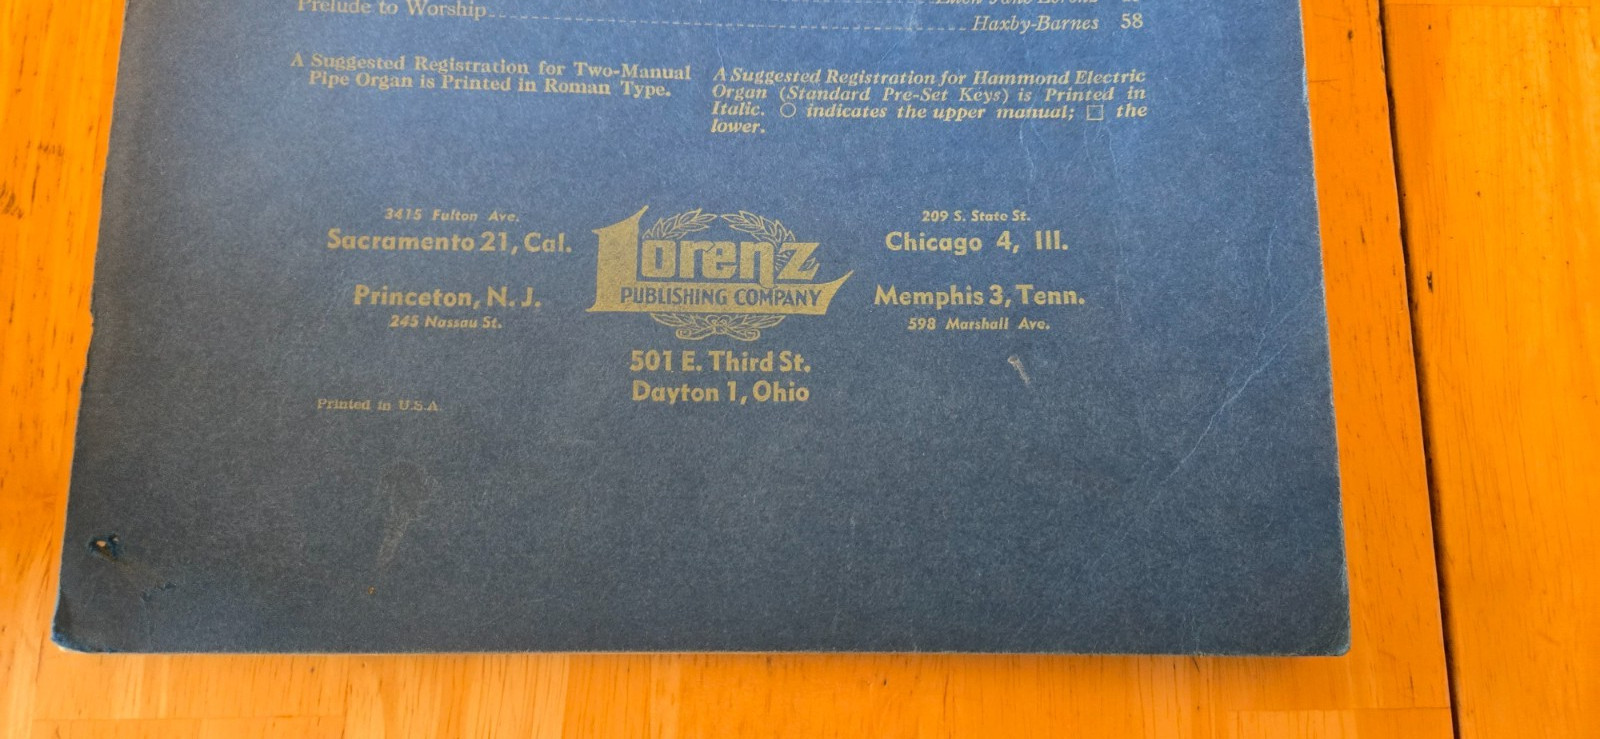 Prelude to Worship Haxby-Barnes 58
A Suggested Registration for Two-Manual
Pipe Organ is Printed in Roman Type.
A Suggested Registration for Hammond Electric
Organ (Standard Pre-Set Keys) is Printed in
Italic. ○ indicates the upper manual; □ the
lower.
3415 Fulton Ave.
Sacramento 21, Cal.
Princeton, N. J.
245 Nassau St.
Lorenz
PUBLISHING COMPANY
501 E. Third St.
Dayton 1, Ohio
209 S. State St.
Chicago 4, Ill.
Memphis 3, Tenn.
598 Marshall Ave.
Printed in U.S.A.